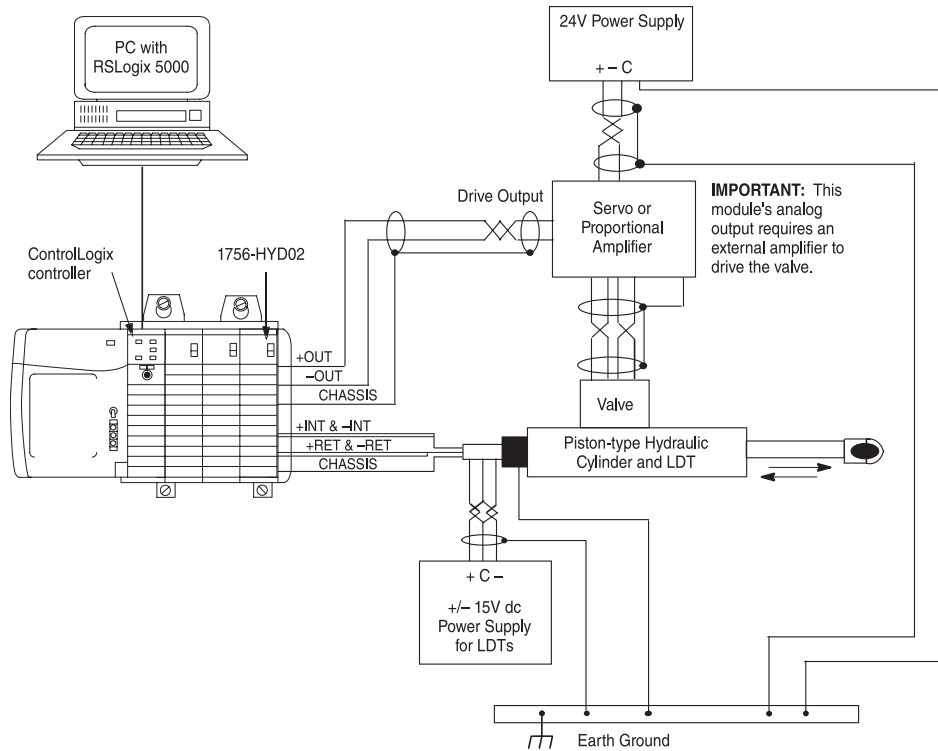 PC with
RSLogix 5000
24V Power Supply
+ – C
Drive Output
Servo or
Proportional
Amplifier
IMPORTANT: This
module's analog
output requires an
external amplifier to
drive the valve.
ControlLogix
controller
1756-HYD02
+OUT
–OUT
CHASSIS
+INT & –INT
+RET & –RET
CHASSIS
Valve
Piston-type Hydraulic
Cylinder and LDT
+ C –
+/– 15V dc
Power Supply
for LDTs
Earth Ground